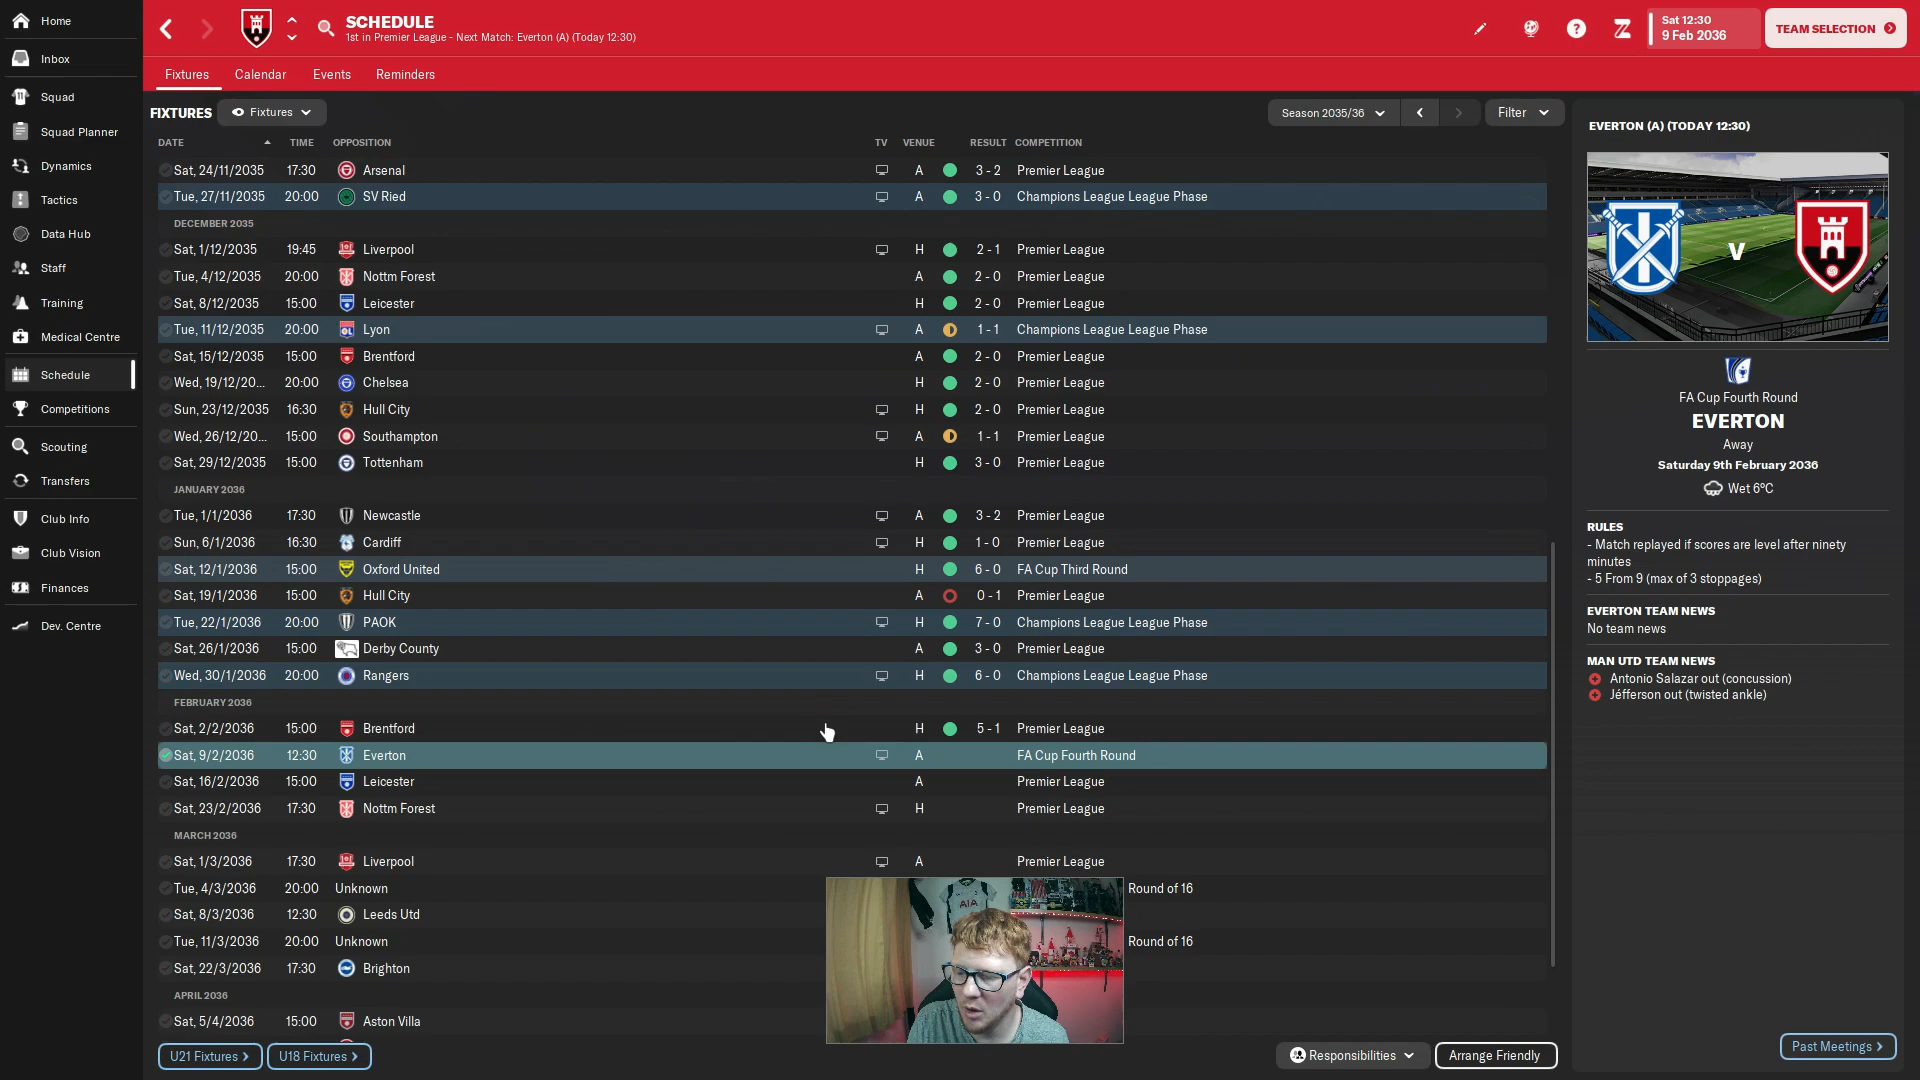 Home
Inbox
Squad
Squad Planner
Dynamics
Tactics
Data Hub
Staff
Training
Medical Centre
Schedule
Competitions
Scouting
Transfers
Club Info
Club Vision
Finances
Dev. Centre
SCHEDULE
1st in Premier League - Next Match: Everton (A) (Today 12:30)
Sat 12:30
9 Feb 2036
TEAM SELECTION
Fixtures Calendar Events Reminders
FIXTURES Fixtures Season 2035/36 Filter
DATE TIME OPPOSITION TV VENUE RESULT COMPETITION
Sat, 24/11/2035 17:30 Arsenal A 3 - 2 Premier League
Tue, 27/11/2035 20:00 SV Ried A 3 - 0 Champions League League Phase
DECEMBER 2035
Sat, 1/12/2035 19:45 Liverpool H 2 - 1 Premier League
Tue, 4/12/2035 20:00 Nottm Forest A 2 - 0 Premier League
Sat, 8/12/2035 15:00 Leicester H 2 - 0 Premier League
Tue, 11/12/2035 20:00 Lyon A 1 - 1 Champions League League Phase
Sat, 15/12/2035 15:00 Brentford A 2 - 0 Premier League
Wed, 19/12/20... 20:00 Chelsea H 2 - 0 Premier League
Sun, 23/12/2035 16:30 Hull City H 2 - 0 Premier League
Wed, 26/12/20... 15:00 Southampton A 1 - 1 Premier League
Sat, 29/12/2035 15:00 Tottenham H 3 - 0 Premier League
JANUARY 2036
Tue, 1/1/2036 17:30 Newcastle A 3 - 2 Premier League
Sun, 6/1/2036 16:30 Cardiff H 1 - 0 Premier League
Sat, 12/1/2036 15:00 Oxford United H 6 - 0 FA Cup Third Round
Sat, 19/1/2036 15:00 Hull City A 0 - 1 Premier League
Tue, 22/1/2036 20:00 PAOK H 7 - 0 Champions League League Phase
Sat, 26/1/2036 15:00 Derby County A 3 - 0 Premier League
Wed, 30/1/2036 20:00 Rangers H 6 - 0 Champions League League Phase
FEBRUARY 2036
Sat, 2/2/2036 15:00 Brentford H 5 - 1 Premier League
Sat, 9/2/2036 12:30 Everton A FA Cup Fourth Round
Sat, 16/2/2036 15:00 Leicester A Premier League
Sat, 23/2/2036 17:30 Nottm Forest H Premier League
MARCH 2036
Sat, 1/3/2036 17:30 Liverpool A Premier League
Tue, 4/3/2036 20:00 Unknown Round of 16
Sat, 8/3/2036 12:30 Leeds Utd
Tue, 11/3/2036 20:00 Unknown Round of 16
Sat, 22/3/2036 17:30 Brighton
APRIL 2036
Sat, 5/4/2036 15:00 Aston Villa
U21 Fixtures U18 Fixtures Responsibilities Arrange Friendly
AIA
EVERTON (A) (TODAY 12:30)
V
FA Cup Fourth Round
EVERTON
Away
Saturday 9th February 2036
Wet 6ºC
RULES
- Match replayed if scores are level after ninety
minutes
- 5 From 9 (max of 3 stoppages)
EVERTON TEAM NEWS
No team news
MAN UTD TEAM NEWS
Antonio Salazar out (concussion)
Jéfferson out (twisted ankle)
Past Meetings